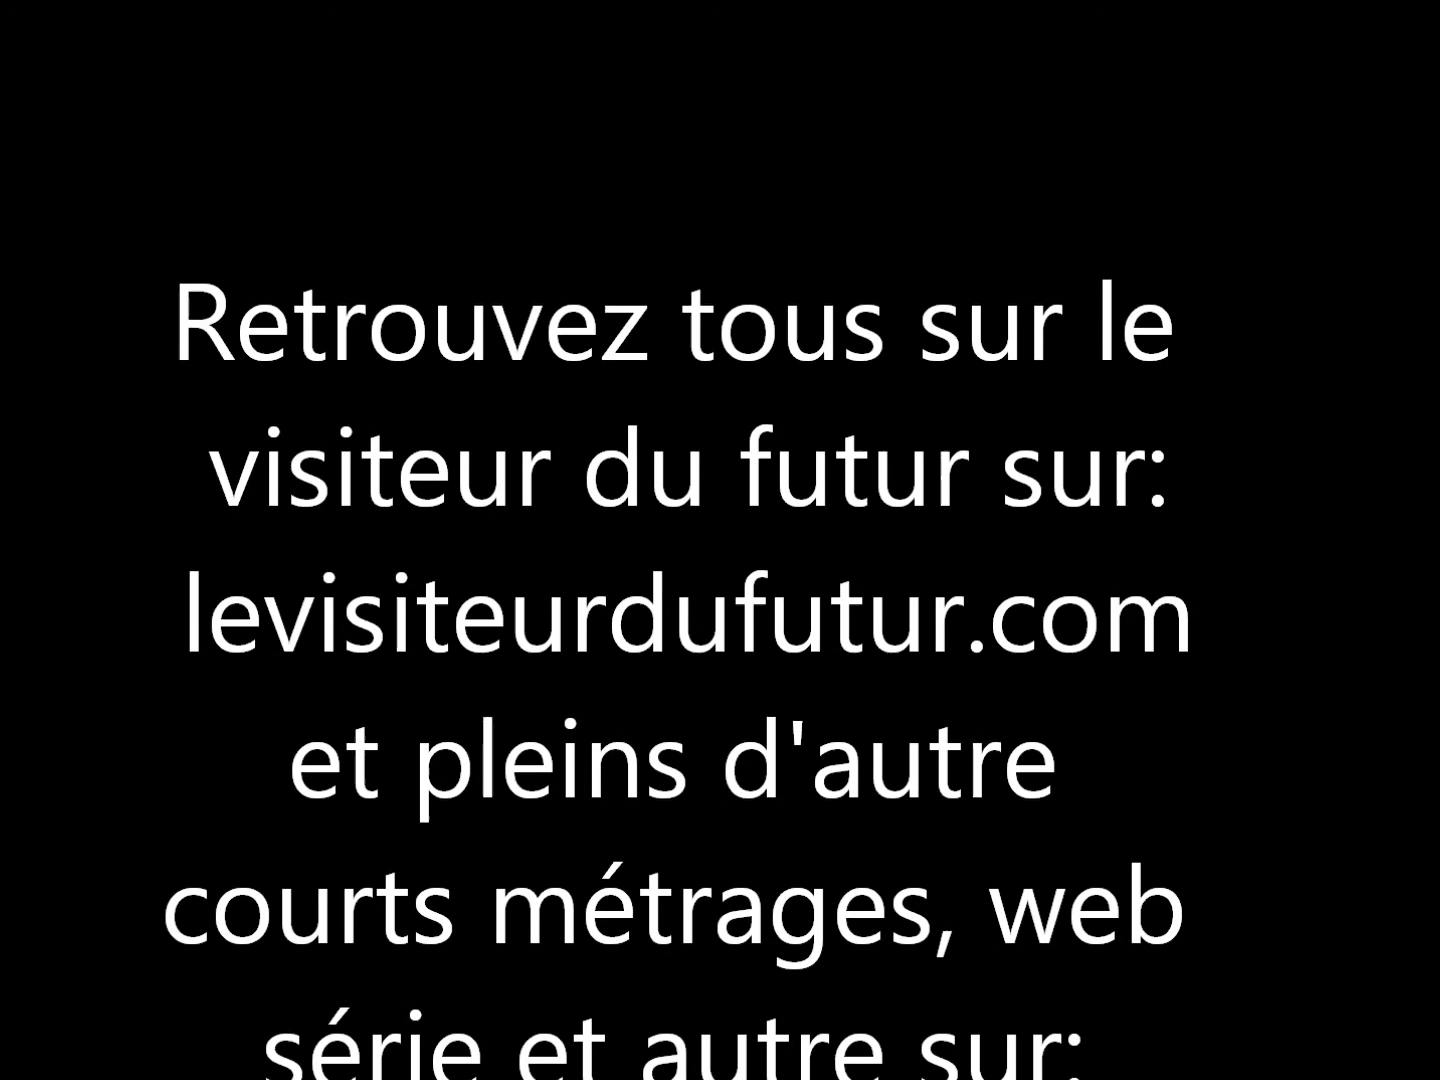 Retrouvez tous sur le
visiteur du futur sur:
levisiteurdufutur.com
et pleins d'autre
courts métrages, web
série et autre sur: